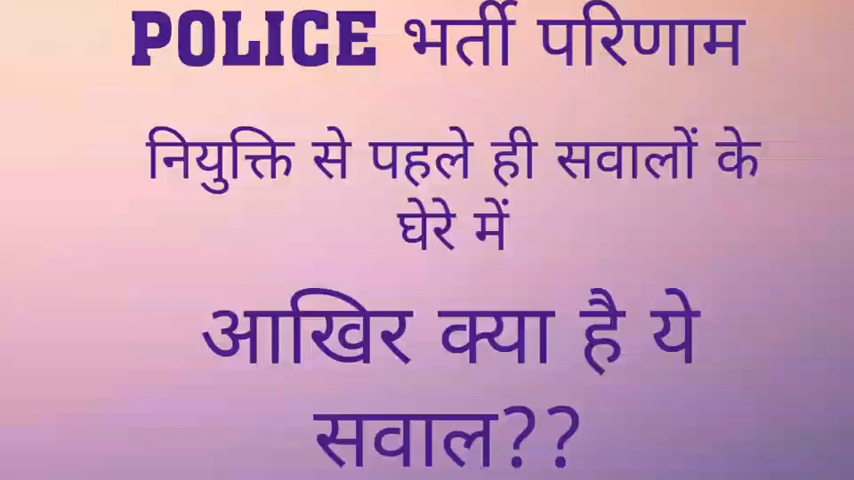 POLICE भर्ती परिणाम
नियुक्ति से पहले ही सवालों के
घेरे में
आखिर क्या है ये
सवाल??